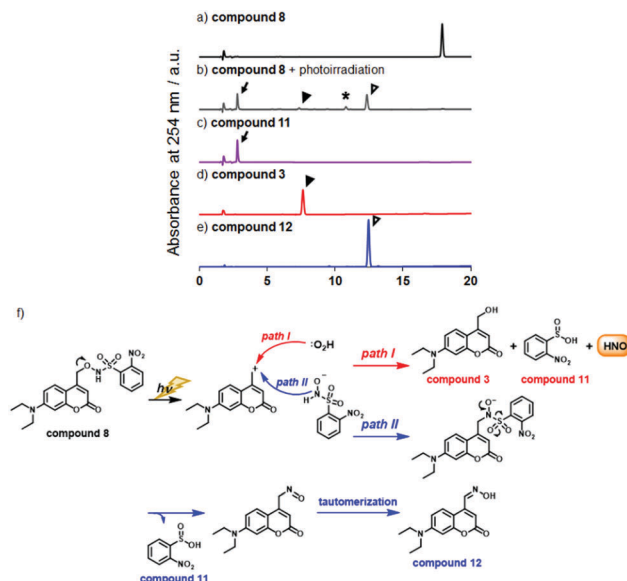 a) compound 8
b) compound 8 + photoirradiation
*
c) compound 11
d) compound 3
e) compound 12
Absorbance at 254 nm / a.u.
0 5 10 15 20
f)
compound 8
hν
path I
:O₂H
path II
path I
compound 3
+
compound 11
+
HNO
path II
compound 11
tautomerization
compound 12